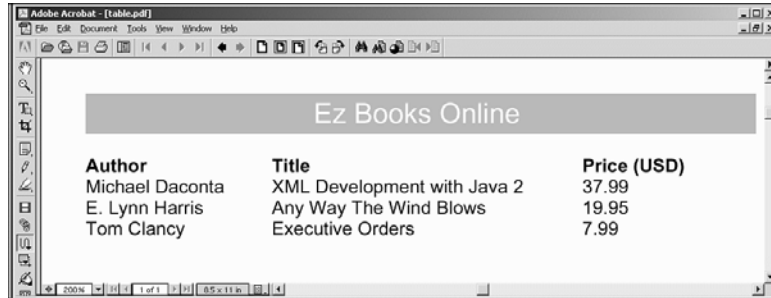 Adobe Acrobat - [table.pdf]
File Edit Document Tools View Window Help
Ez Books Online
Author Title Price (USD)
Michael Daconta XML Development with Java 2 37.99
E. Lynn Harris Any Way The Wind Blows 19.95
Tom Clancy Executive Orders 7.99
200% 1 of 1 8.5 x 11 in